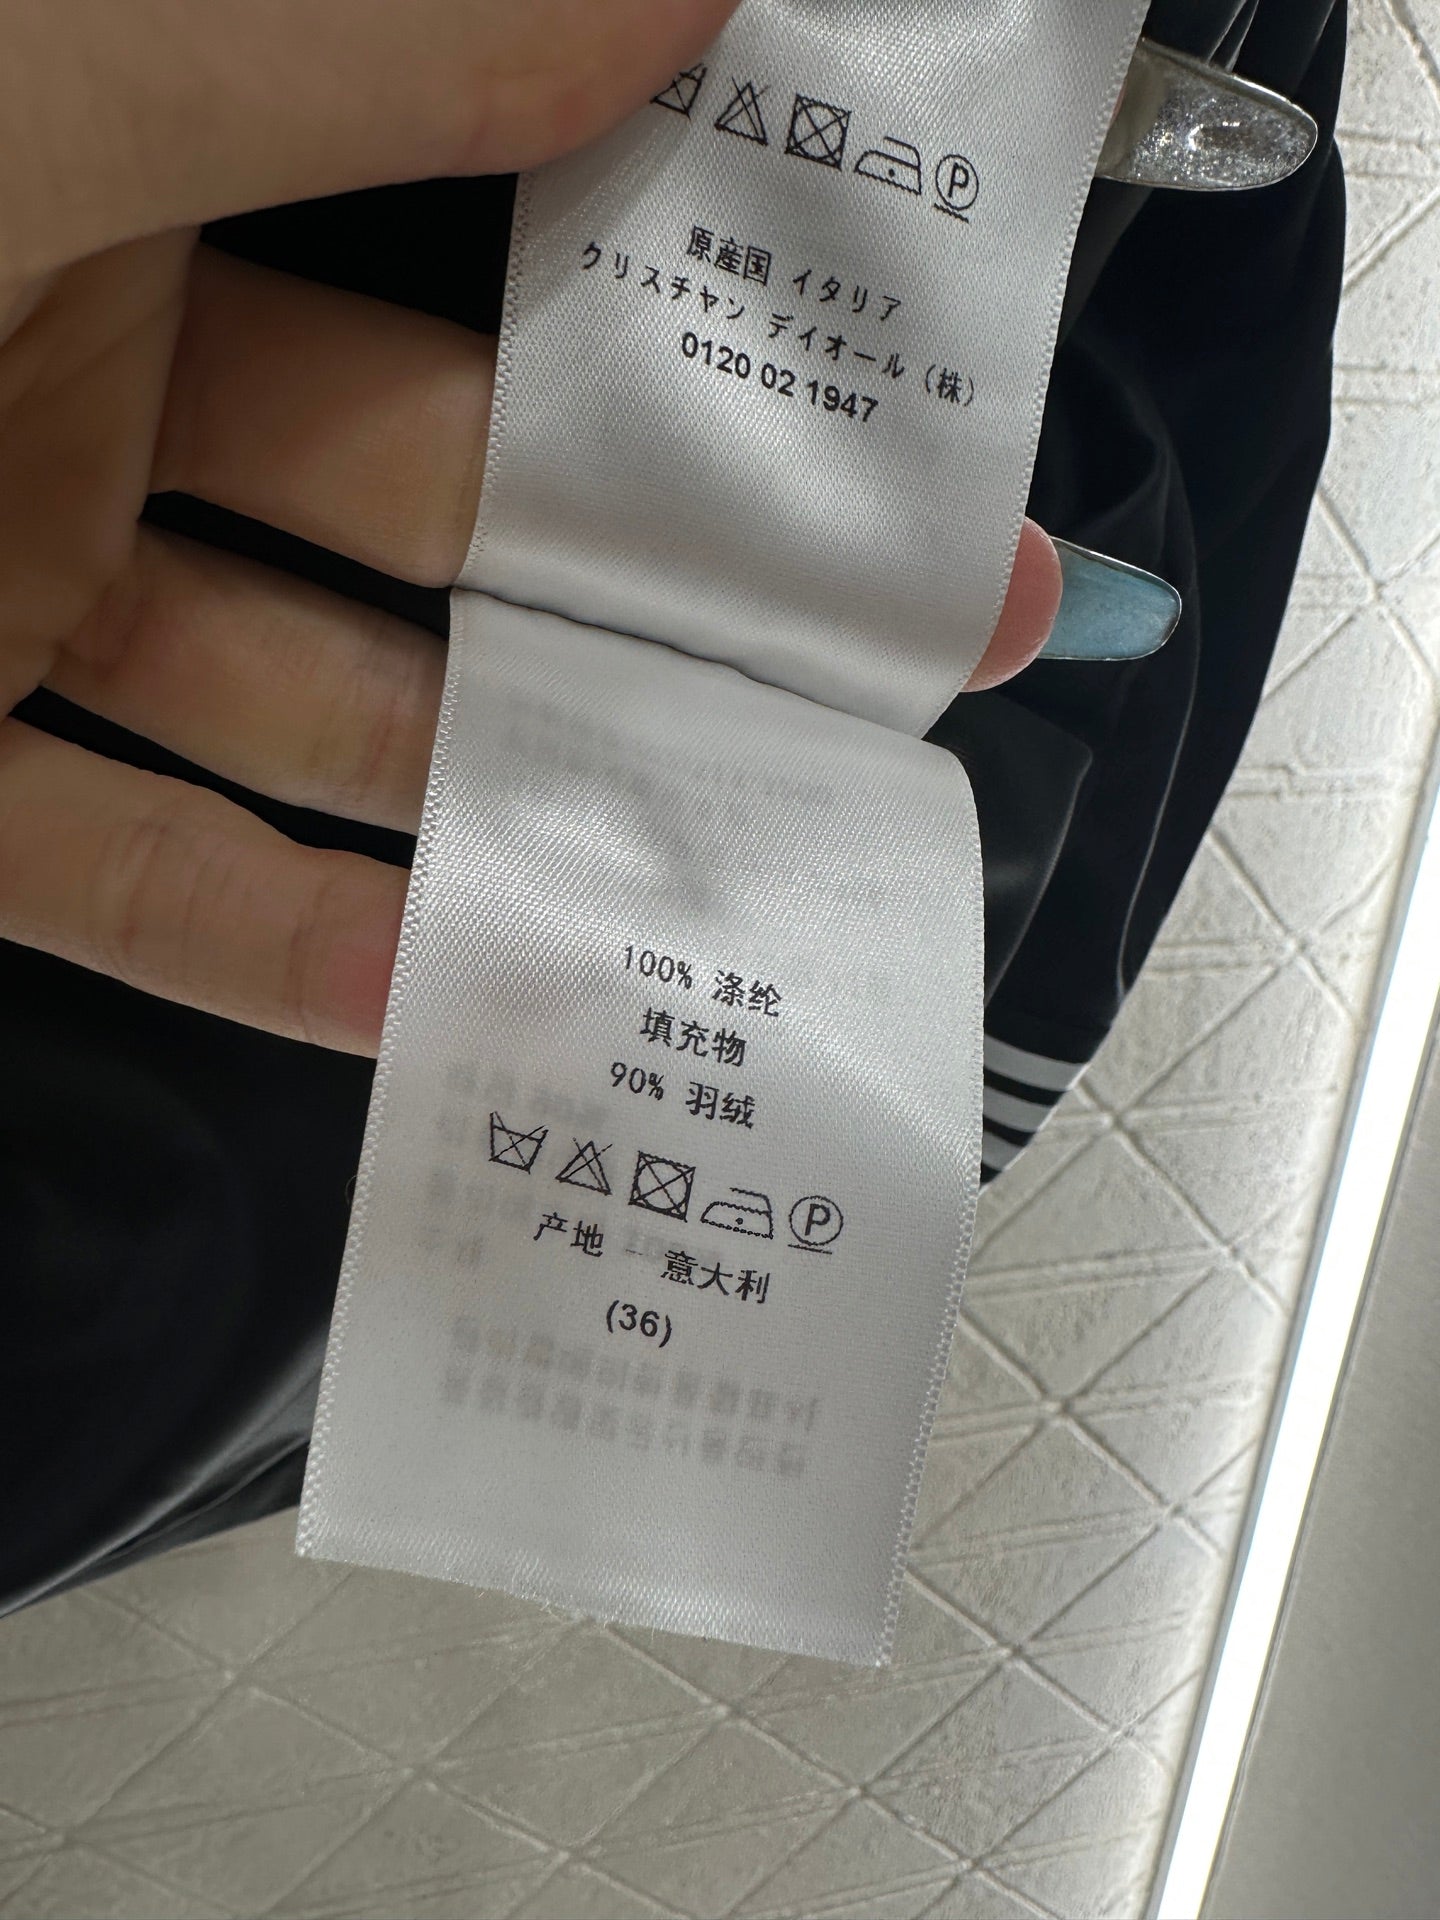 P
原産国 イタリア
クリスチャン ディオール（株）
0120 02 1947
100% 涤纶
填充物
90% 羽绒
P
产地 意大利
(36)